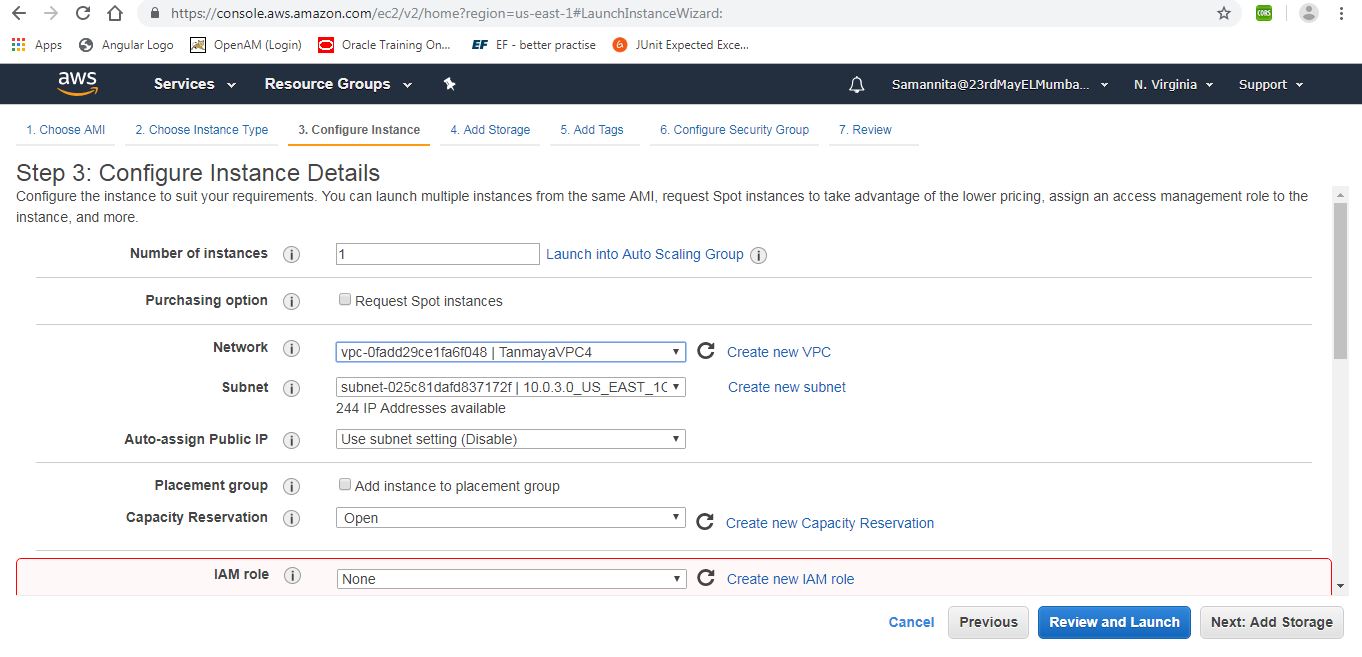 https://console.aws.amazon.com/ec2/v2/home?region=us-east-1#LaunchInstanceWizard:
CORS
Apps Angular Logo OpenAM (Login) Oracle Training On... EF EF - better practise JUnit Expected Exce...
aws Services Resource Groups Samannita@23rdMayELMumba... N. Virginia Support
1. Choose AMI 2. Choose Instance Type 3. Configure Instance 4. Add Storage 5. Add Tags 6. Configure Security Group 7. Review
Step 3: Configure Instance Details
Configure the instance to suit your requirements. You can launch multiple instances from the same AMI, request Spot instances to take advantage of the lower pricing, assign an access management role to the
instance, and more.
Number of instances i 1 Launch into Auto Scaling Group i
Purchasing option i Request Spot instances
Network i vpc-0fadd29ce1fa6f048 | TanmayaVPC4 Create new VPC
Subnet i subnet-025c81dafd837172f | 10.0.3.0_US_EAST_1C Create new subnet
244 IP Addresses available
Auto-assign Public IP i Use subnet setting (Disable)
Placement group i Add instance to placement group
Capacity Reservation i Open Create new Capacity Reservation
IAM role i None Create new IAM role
Cancel Previous Review and Launch Next: Add Storage